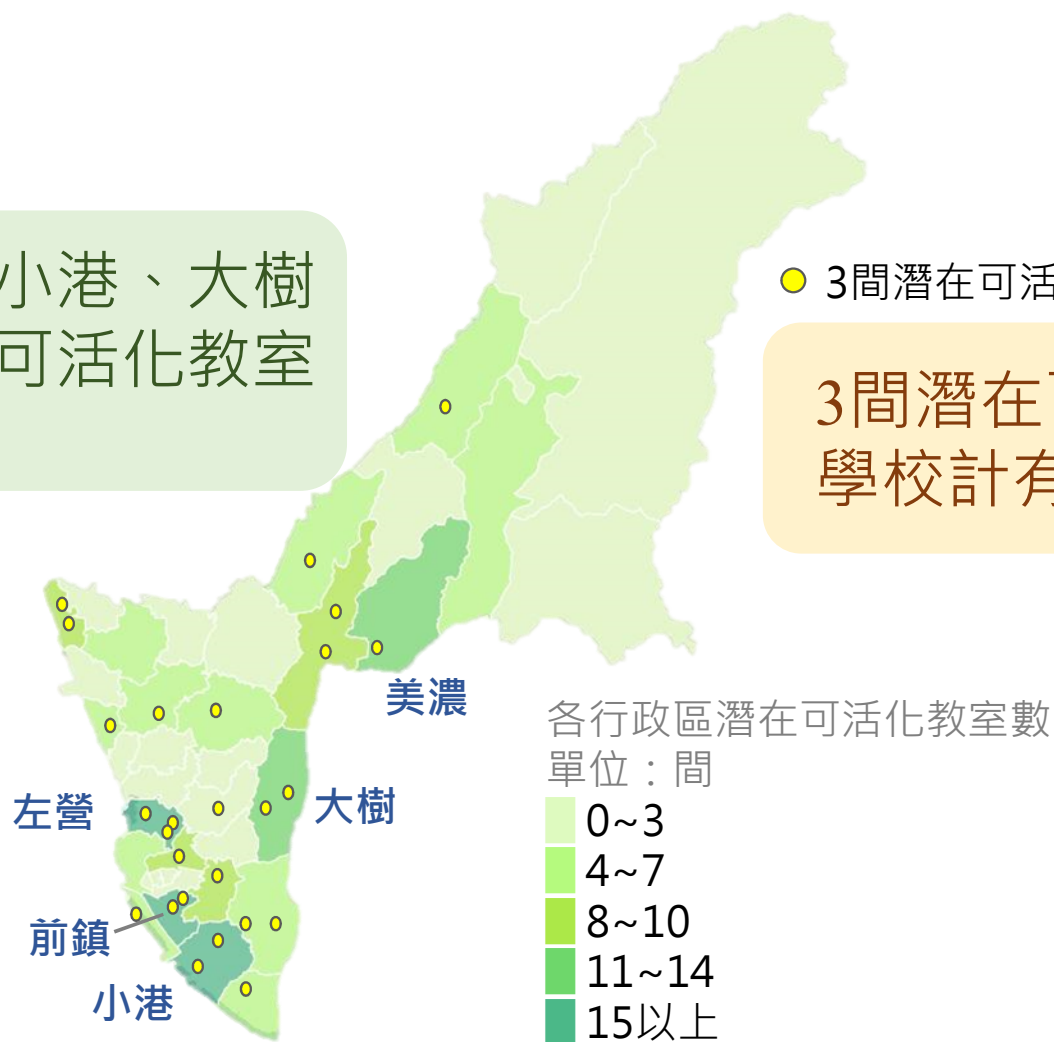 小港、大樹
可活化教室
3間潛在可活
3間潛在
學校計有
美濃
左營
大樹
前鎮
小港
各行政區潛在可活化教室數
單位：間
0~3
4~7
8~10
11~14
15以上